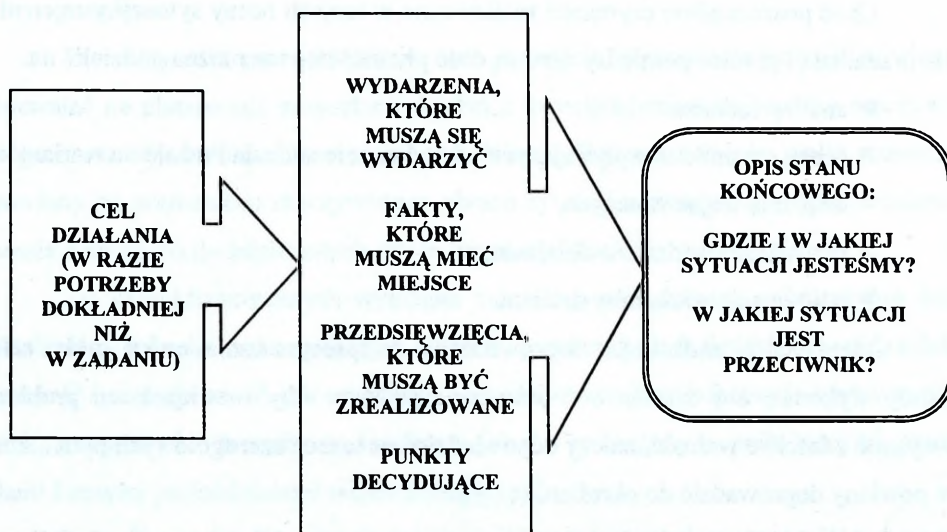 CEL
DZIAŁANIA
(W RAZIE
POTRZEBY
DOKŁADNIEJ
NIŻ
W ZADANIU)
WYDARZENIA,
KTÓRE
MUSZĄ SIĘ
WYDARZYĆ
FAKTY,
KTÓRE
MUSZĄ MIEĆ
MIEJSCE
PRZEDSIĘWZIĘCIA,
KTÓRE
MUSZĄ BYĆ
ZREALIZOWANE
PUNKTY
DECYDUJĄCE
OPIS STANU
KOŃCOWEGO:
GDZIE I W JAKIEJ
SYTUACJI JESTEŚMY?
W JAKIEJ SYTUACJI
JEST
PRZECIWNIK?